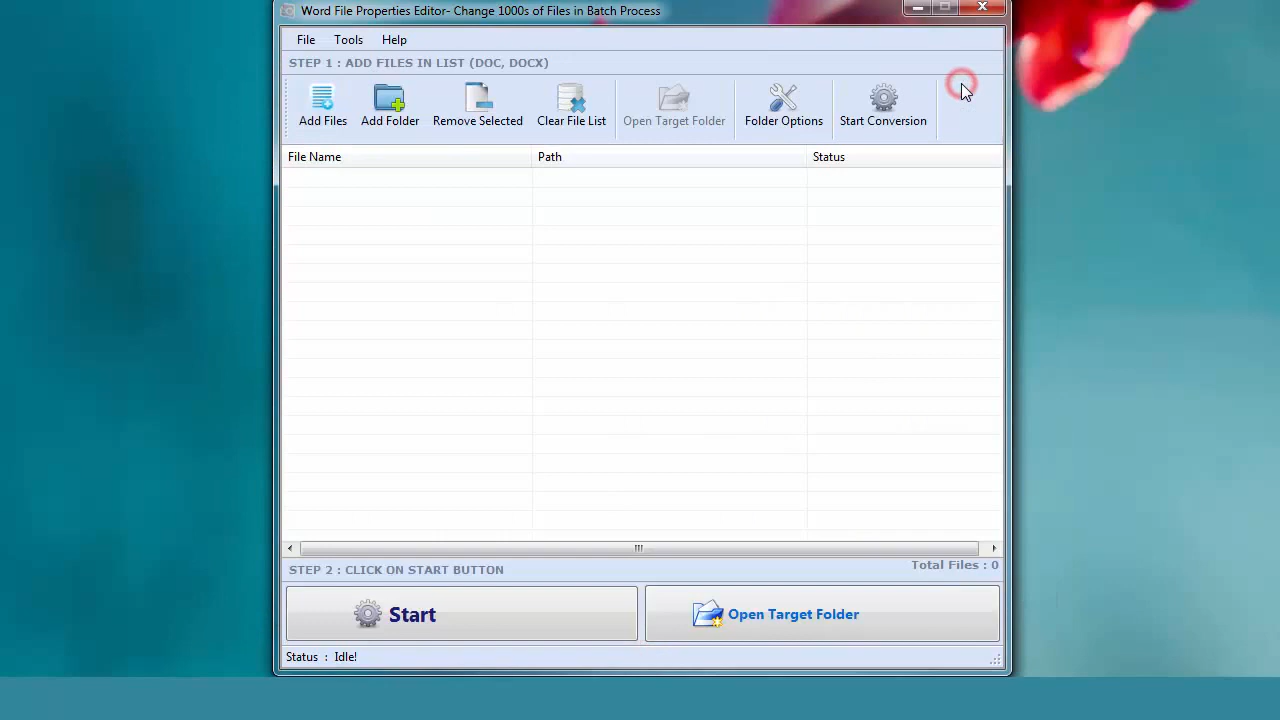 Word File Properties Editor- Change 1000s of Files in Batch Process
File Tools Help
STEP 1 : ADD FILES IN LIST (DOC, DOCX)
Add Files Add Folder Remove Selected Clear File List Open Target Folder Folder Options Start Conversion
File Name Path Status
STEP 2 : CLICK ON START BUTTON Total Files : 0
Start Open Target Folder
Status : Idle!